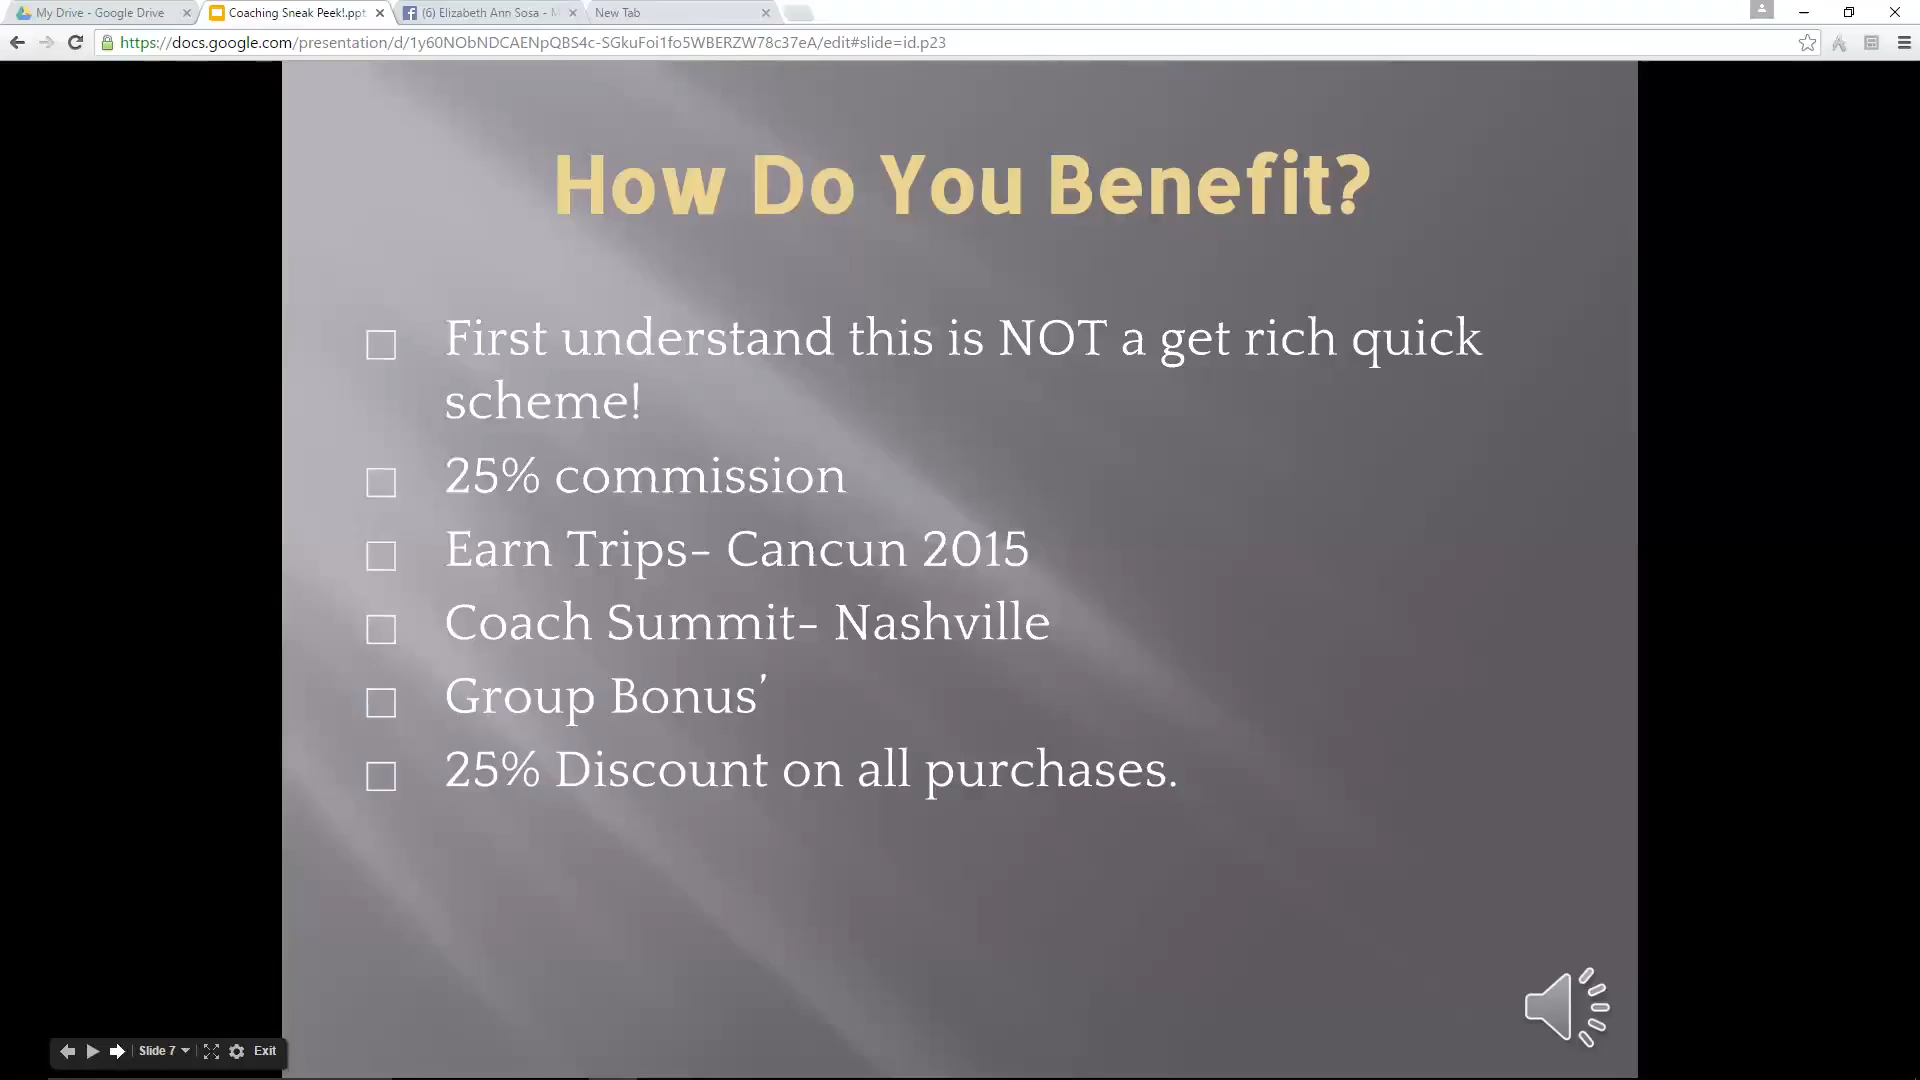 My Drive - Google Drive
Coaching Sneak Peek!.ppt
(6) Elizabeth Ann Sosa - M
New Tab
https://docs.google.com/presentation/d/1y60NObNDCAENpQBS4c-SGkuFoi1fo5WBERZW78c37eA/edit#slide=id.p23
How Do You Benefit?
First understand this is NOT a get rich quick
scheme!
25% commission
Earn Trips- Cancun 2015
Coach Summit- Nashville
Group Bonus’
25% Discount on all purchases.
Slide 7
Exit